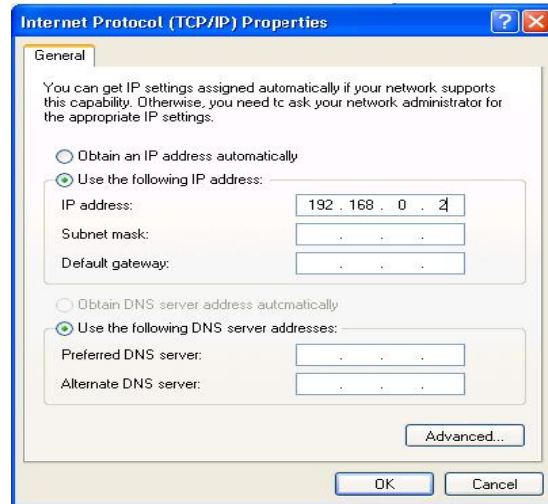 Internet Protocol (TCP/IP) Properties
General
You can get IP settings assigned automatically if your network supports
this capability. Otherwise, you need to ask your network administrator for
the appropriate IP settings.
Obtain an IP address automatically
Use the following IP address:
IP address: 192 . 168 . 0 . 2
Subnet mask: . . .
Default gateway: . . .
Obtain DNS server address automatically
Use the following DNS server addresses:
Preferred DNS server: . . .
Alternate DNS server: . . .
Advanced...
OK Cancel